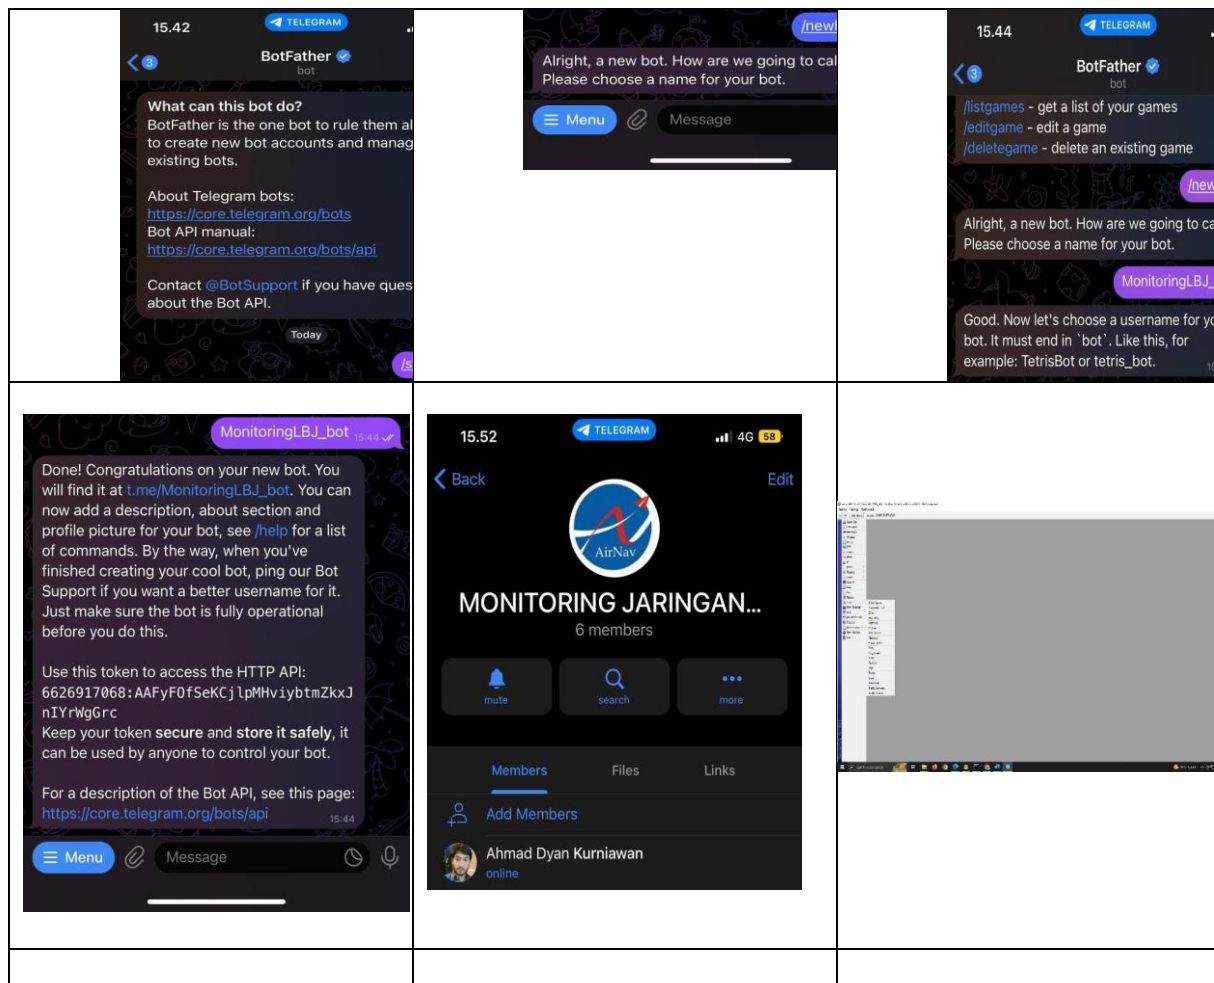 15.42
TELEGRAM
3
BotFather
bot
What can this bot do?
BotFather is the one bot to rule them al
to create new bot accounts and manag
existing bots.
About Telegram bots:
https://core.telegram.org/bots
Bot API manual:
https://core.telegram.org/bots/api
Contact @BotSupport if you have ques
about the Bot API.
Today
/s
/newl
Alright, a new bot. How are we going to cal
Please choose a name for your bot.
Menu
Message
15.44
TELEGRAM
3
BotFather
bot
/listgames - get a list of your games
/editgame - edit a game
/deletegame - delete an existing game
/new
Alright, a new bot. How are we going to ca
Please choose a name for your bot.
MonitoringLBJ_
Good. Now let's choose a username for yo
bot. It must end in `bot`. Like this, for
example: TetrisBot or tetris_bot.
MonitoringLBJ_bot 15:44
Done! Congratulations on your new bot. You
will find it at t.me/MonitoringLBJ_bot. You can
now add a description, about section and
profile picture for your bot, see /help for a list
of commands. By the way, when you've
finished creating your cool bot, ping our Bot
Support if you want a better username for it.
Just make sure the bot is fully operational
before you do this.
Use this token to access the HTTP API:
6626917068:AAFyFOfSeKCjlpMHviybtmZkxJ
nIYrWgGrc
Keep your token secure and store it safely, it
can be used by anyone to control your bot.
For a description of the Bot API, see this page:
https://core.telegram.org/bots/api 15:44
Menu
Message
15.52
TELEGRAM
4G 58
Back
Edit
AirNav
MONITORING JARINGAN...
6 members
mute
search
more
Members
Files
Links
Add Members
Ahmad Dyan Kurniawan
online